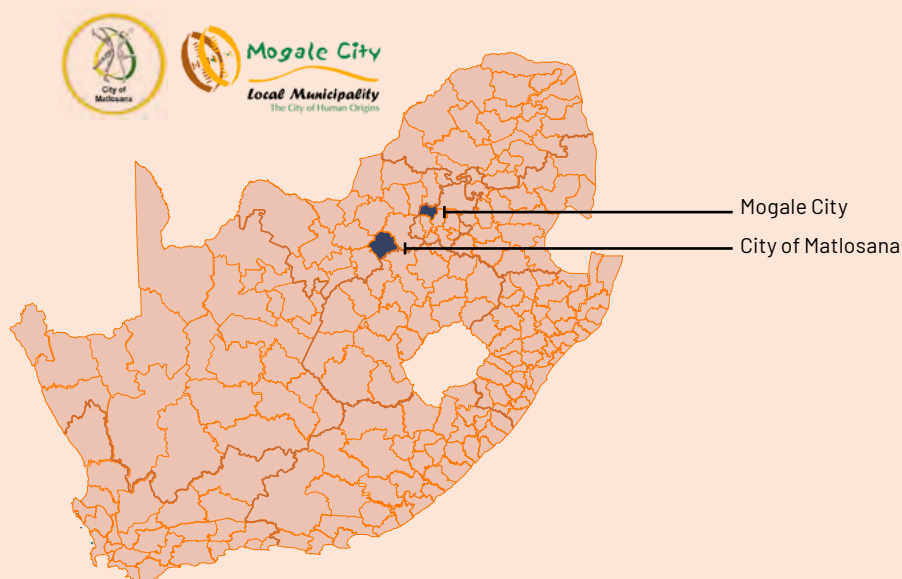 City of
Matlosana
Mogale City
Local Municipality
The City of Human Origins
Mogale City
City of Matlosana